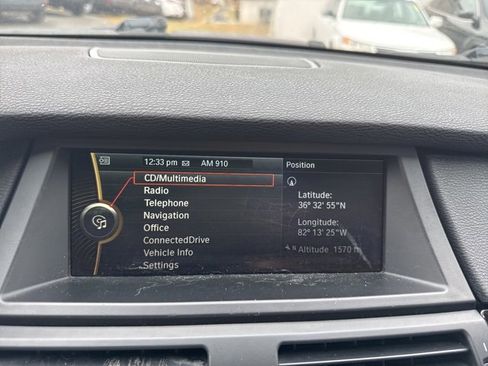 12:33 pm AM 910
CD/Multimedia
Radio
Telephone
Navigation
Office
ConnectedDrive
Vehicle Info
Settings
Position
Latitude:
36° 32' 55"N
Longitude:
82° 13' 25"W
N Altitude 1570 ft